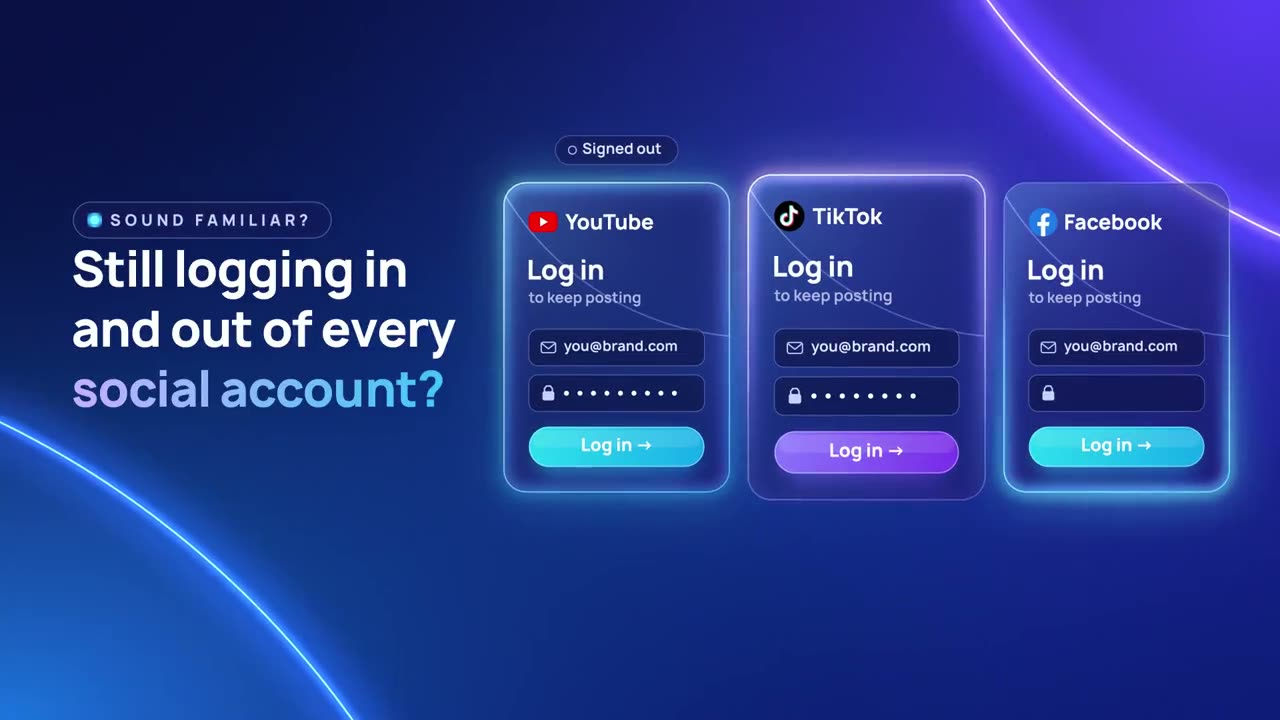 SOUND FAMILIAR?
Still logging in
and out of every
social account?
Signed out
YouTube
Log in
to keep posting
you@brand.com
• • • • • • • • •
Log in →
TikTok
Log in
to keep posting
you@brand.com
• • • • • • • •
Log in →
Facebook
Log in
to keep posting
you@brand.com
Log in →